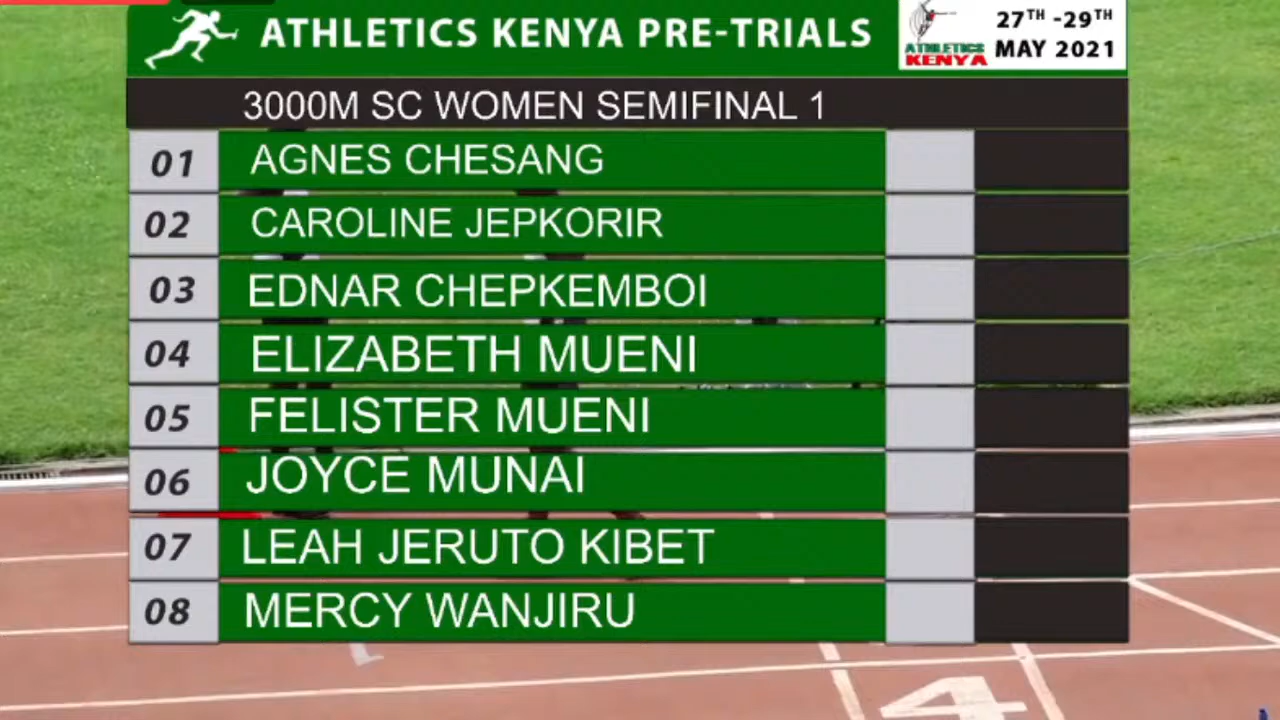 ATHLETICS KENYA PRE-TRIALS
ATHLETICS
KENYA
27TH -29TH
MAY 2021
3000M SC WOMEN SEMIFINAL 1
01 AGNES CHESANG
02 CAROLINE JEPKORIR
03 EDNAR CHEPKEMBOI
04 ELIZABETH MUENI
05 FELISTER MUENI
06 JOYCE MUNAI
07 LEAH JERUTO KIBET
08 MERCY WANJIRU
4